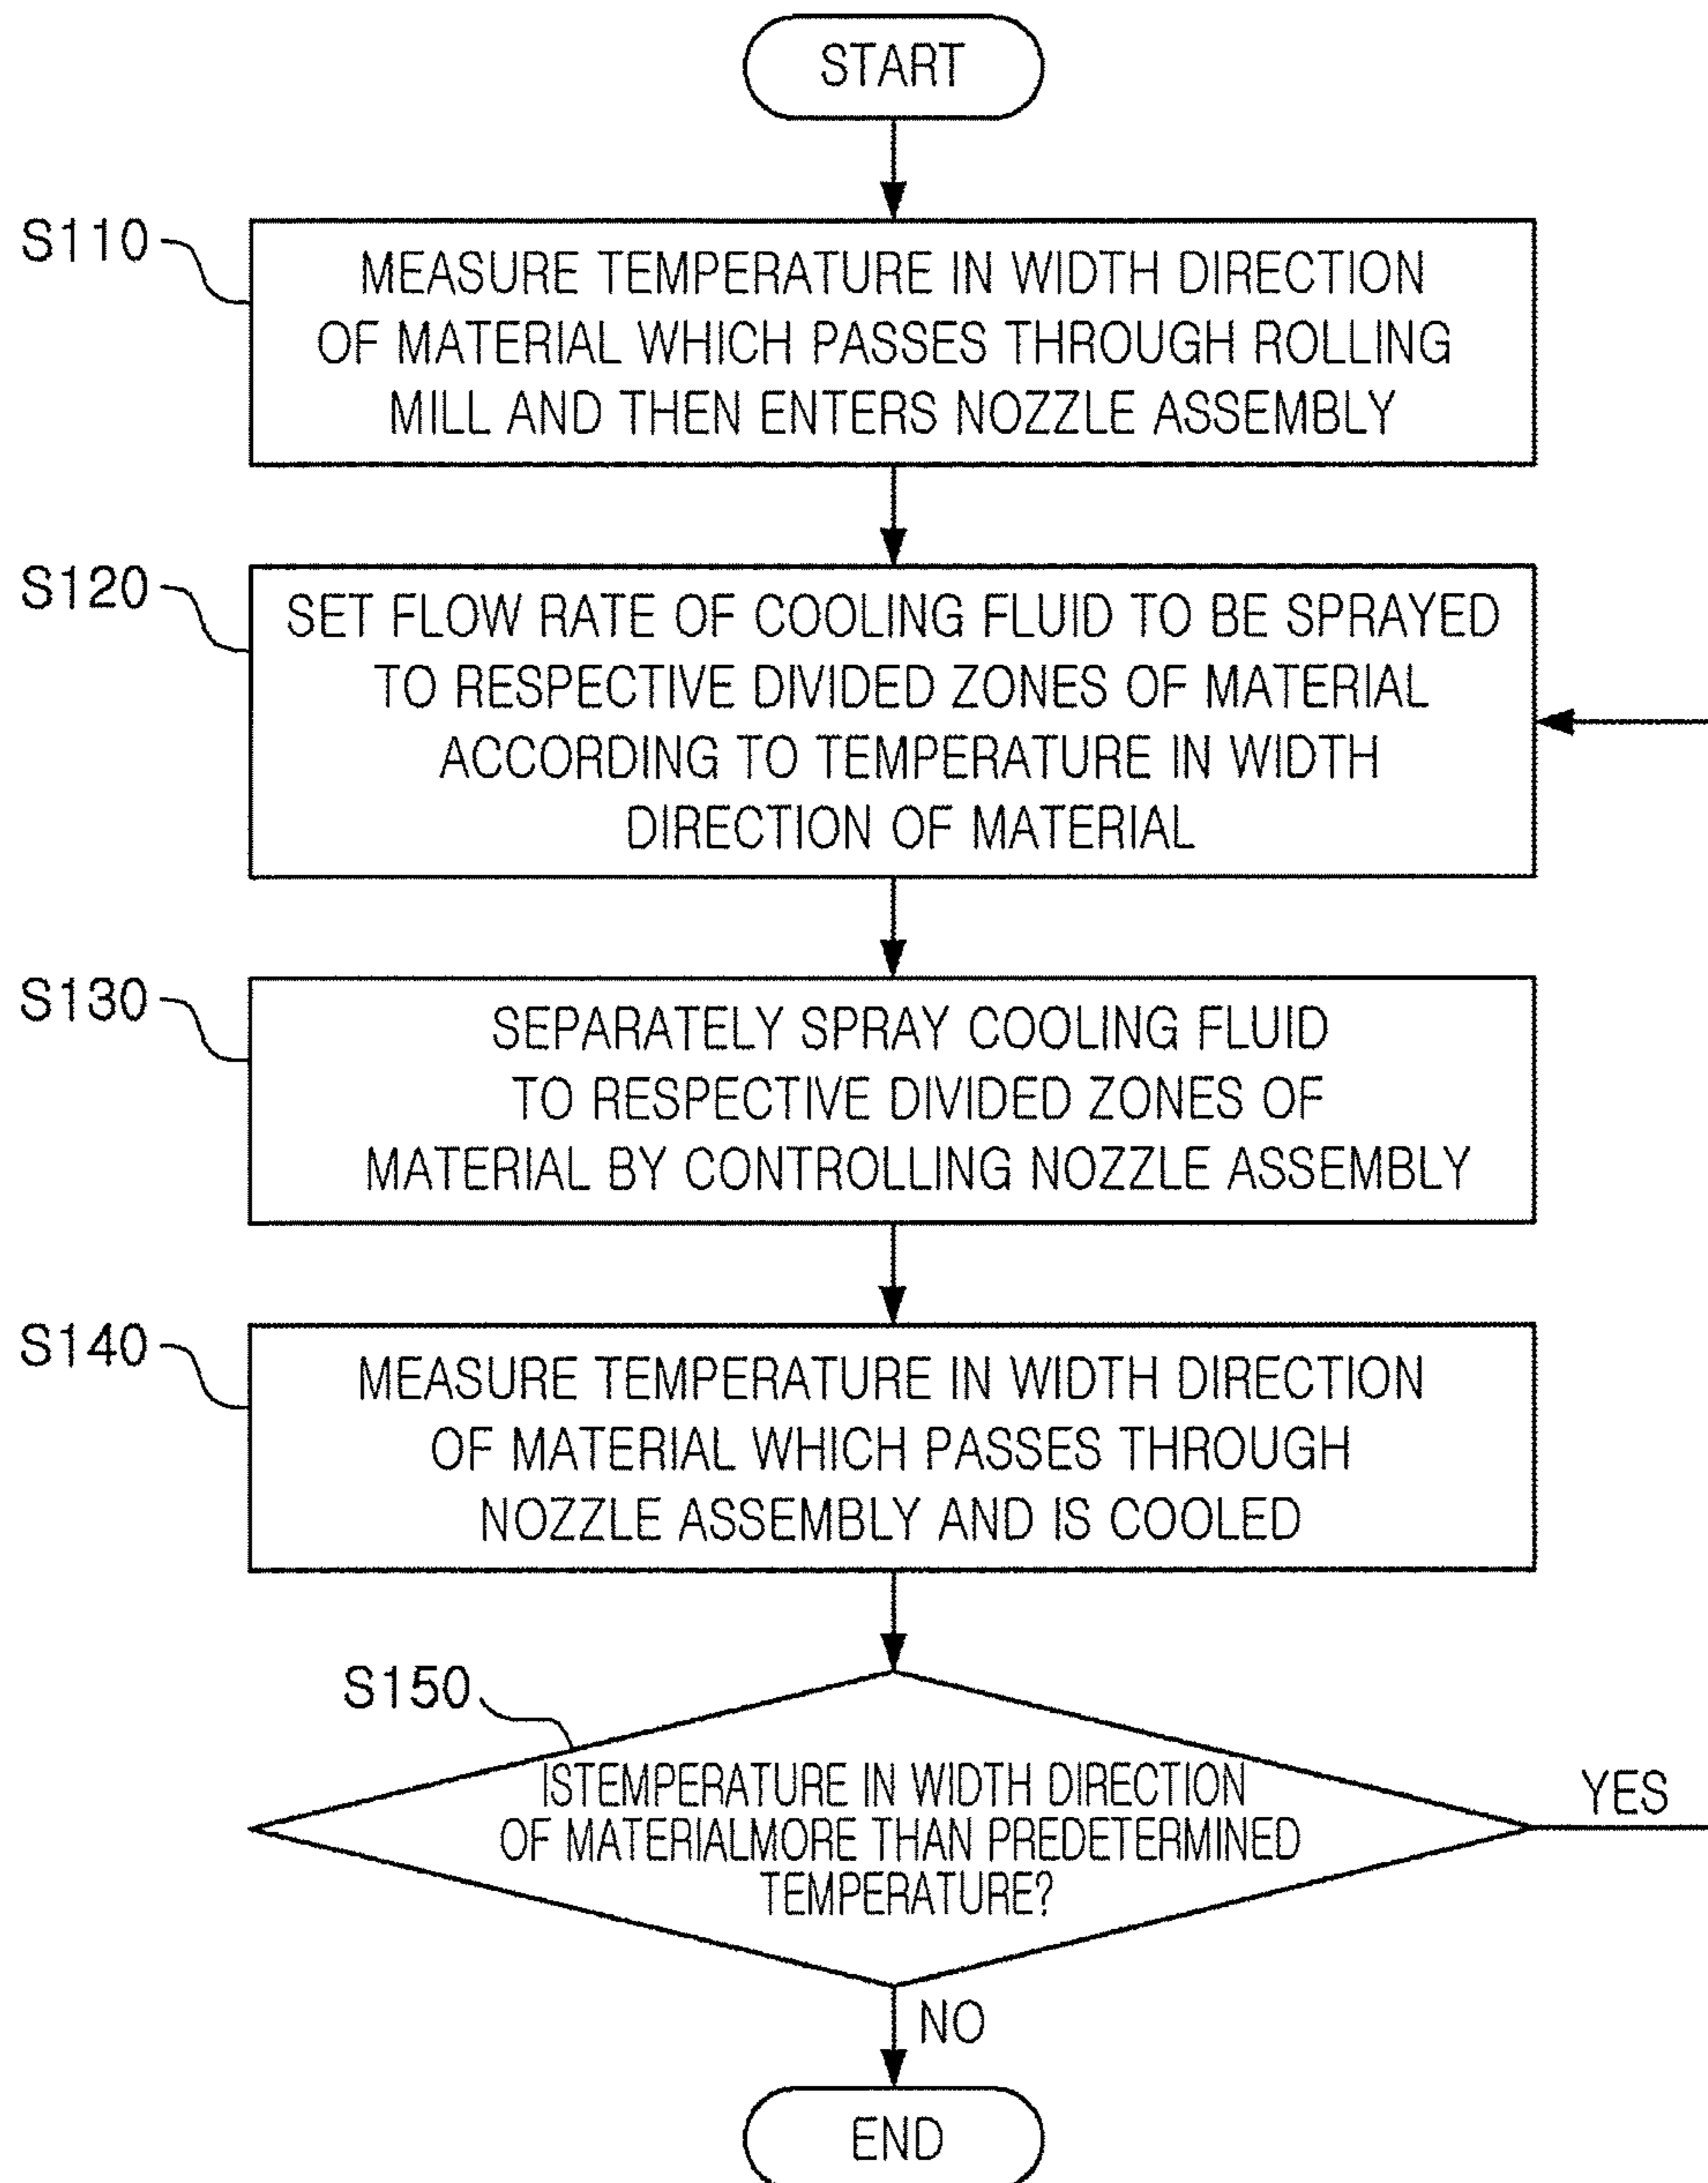 START
S110
MEASURE TEMPERATURE IN WIDTH DIRECTION
OF MATERIAL WHICH PASSES THROUGH ROLLING
MILL AND THEN ENTERS NOZZLE ASSEMBLY
S120
SET FLOW RATE OF COOLING FLUID TO BE SPRAYED
TO RESPECTIVE DIVIDED ZONES OF MATERIAL
ACCORDING TO TEMPERATURE IN WIDTH
DIRECTION OF MATERIAL
S130
SEPARATELY SPRAY COOLING FLUID
TO RESPECTIVE DIVIDED ZONES OF
MATERIAL BY CONTROLLING NOZZLE ASSEMBLY
S140
MEASURE TEMPERATURE IN WIDTH DIRECTION
OF MATERIAL WHICH PASSES THROUGH
NOZZLE ASSEMBLY AND IS COOLED
S150
ISTEMPERATURE IN WIDTH DIRECTION
OF MATERIALMORE THAN PREDETERMINED
TEMPERATURE?
YES
NO
END